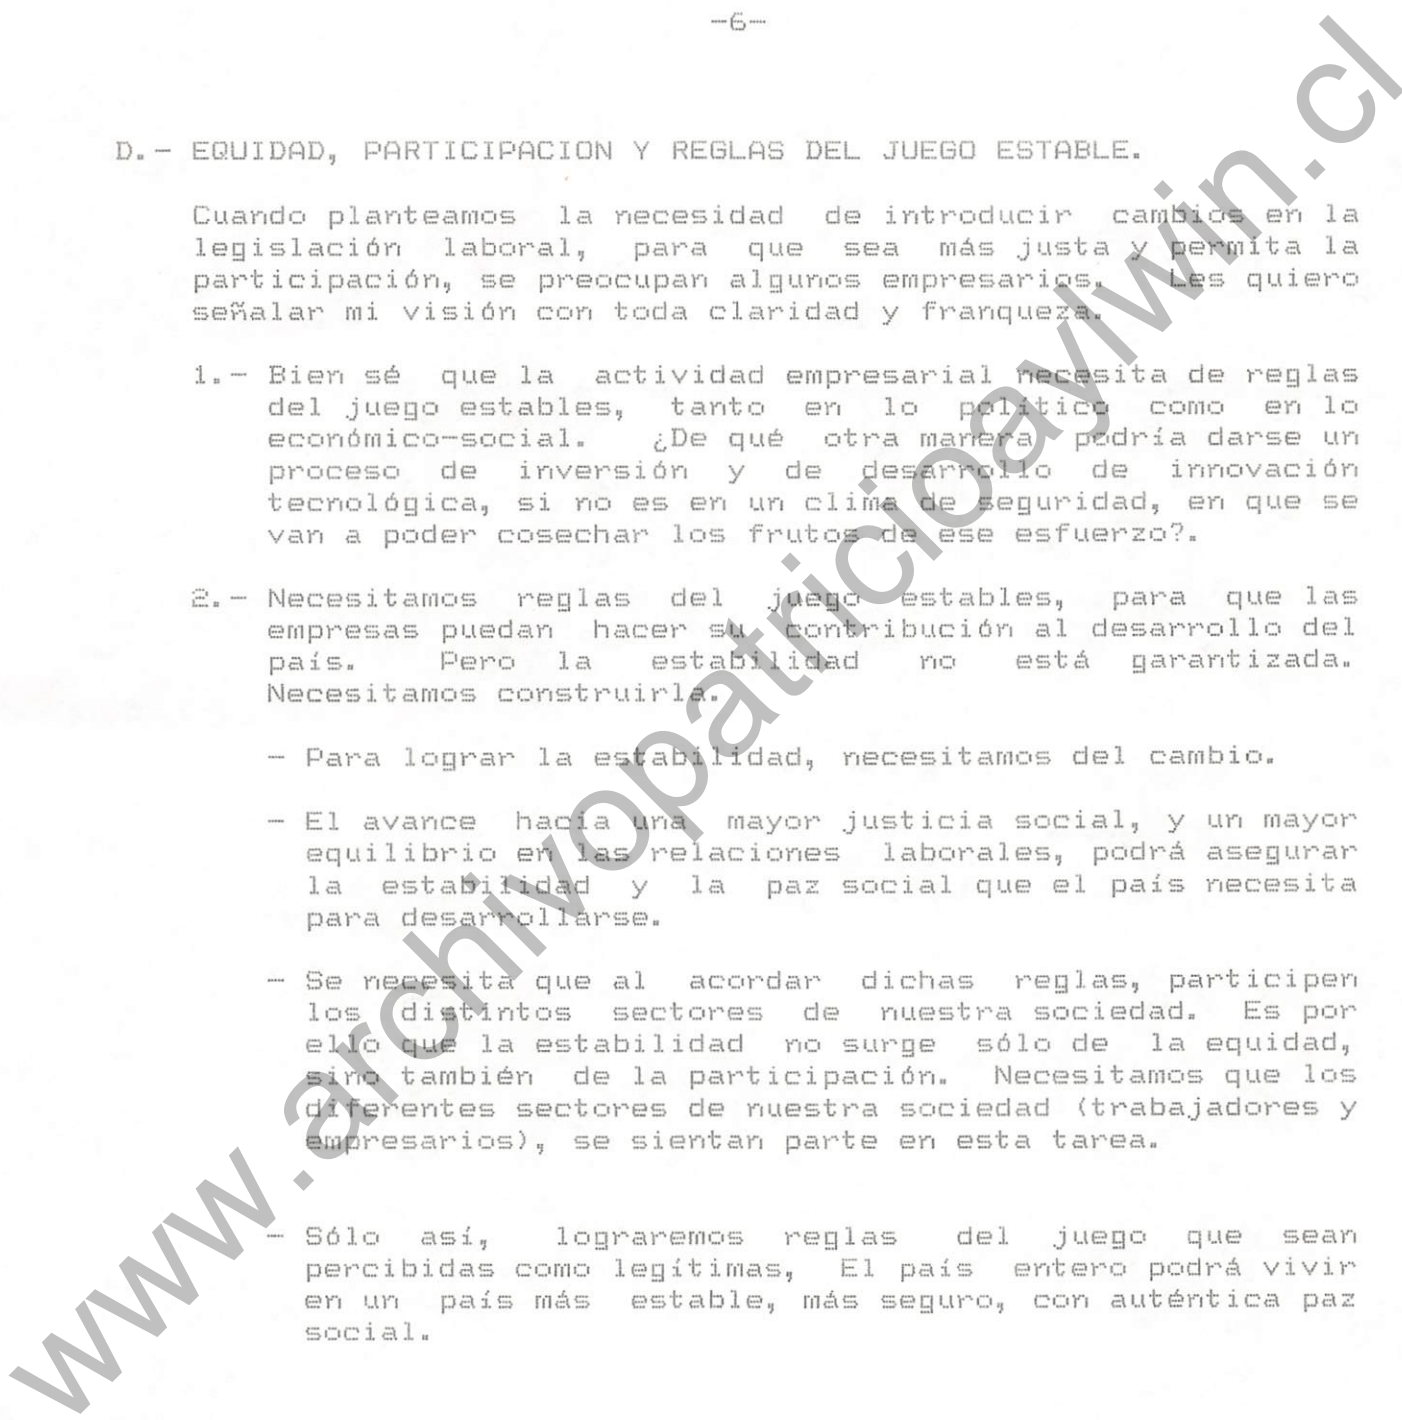 -6-
D.- EQUIDAD, PARTICIPACION Y REGLAS DEL JUEGO ESTABLE.
Cuando planteamos la necesidad de introducir cambios en la
legislación laboral, para que sea más justa y permita la
participación, se preocupan algunos empresarios. Les quiero
señalar mi visión con toda claridad y franqueza.
1.- Bien sé que la actividad empresarial necesita de reglas
del juego estables, tanto en lo político como en lo
económico-social. ¿De qué otra manera podría darse un
proceso de inversión y de desarrollo de innovación
tecnológica, si no es en un clima de seguridad, en que se
van a poder cosechar los frutos de ese esfuerzo?.
2.- Necesitamos reglas del juego estables, para que las
empresas puedan hacer su contribución al desarrollo del
país. Pero la estabilidad no está garantizada.
Necesitamos construirla.
- Para lograr la estabilidad, necesitamos del cambio.
- El avance hacia una mayor justicia social, y un mayor
equilibrio en las relaciones laborales, podrá asegurar
la estabilidad y la paz social que el país necesita
para desarrollarse.
- Se necesita que al acordar dichas reglas, participen
los distintos sectores de nuestra sociedad. Es por
ello que la estabilidad no surge sólo de la equidad,
sino también de la participación. Necesitamos que los
diferentes sectores de nuestra sociedad (trabajadores y
empresarios), se sientan parte en esta tarea.
- Sólo así, lograremos reglas del juego que sean
percibidas como legítimas, El país entero podrá vivir
en un país más estable, más seguro, con auténtica paz
social.
www.archivopatricioaylwin.cl